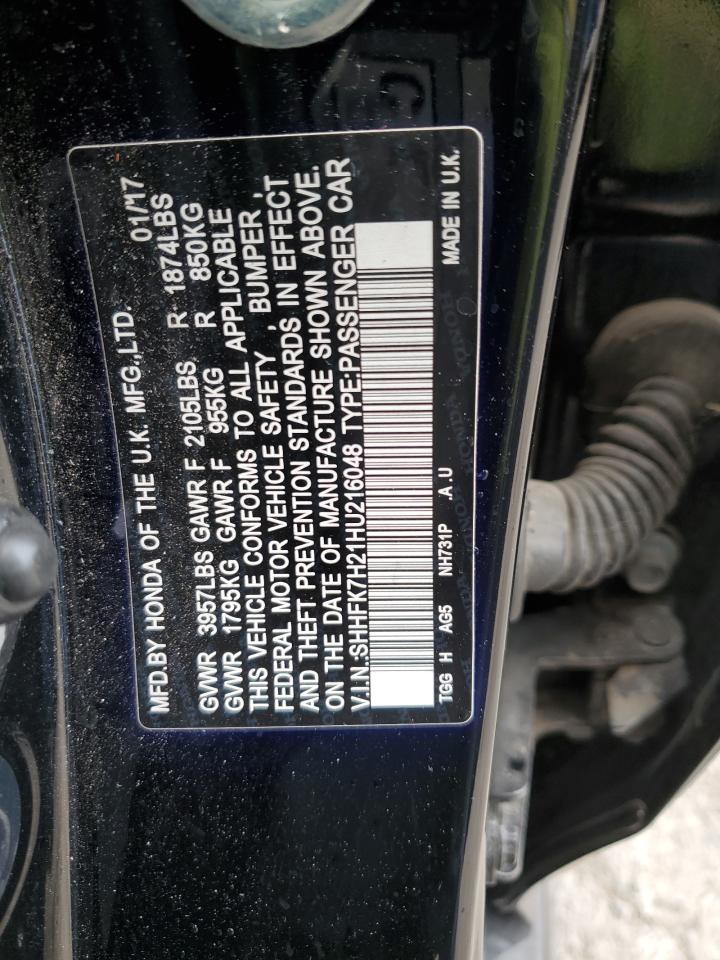 MFD.BY HONDA OF THE U.K. MFG.,LTD. 01/17
GVWR 3957LBS GAWR F 2105LBS R 1874LBS
GVWR 1795KG GAWR F 955KG R 850KG
THIS VEHICLE CONFORMS TO ALL APPLICABLE
FEDERAL MOTOR VEHICLE SAFETY , BUMPER ,
AND THEFT PREVENTION STANDARDS IN EFFECT
ON THE DATE OF MANUFACTURE SHOWN ABOVE.
V.I.N.:SHHFK7H21HU216048 TYPE:PASSENGER CAR
TGG H AG5 NH731P A.U MADE IN U.K.
HONDA HONDA